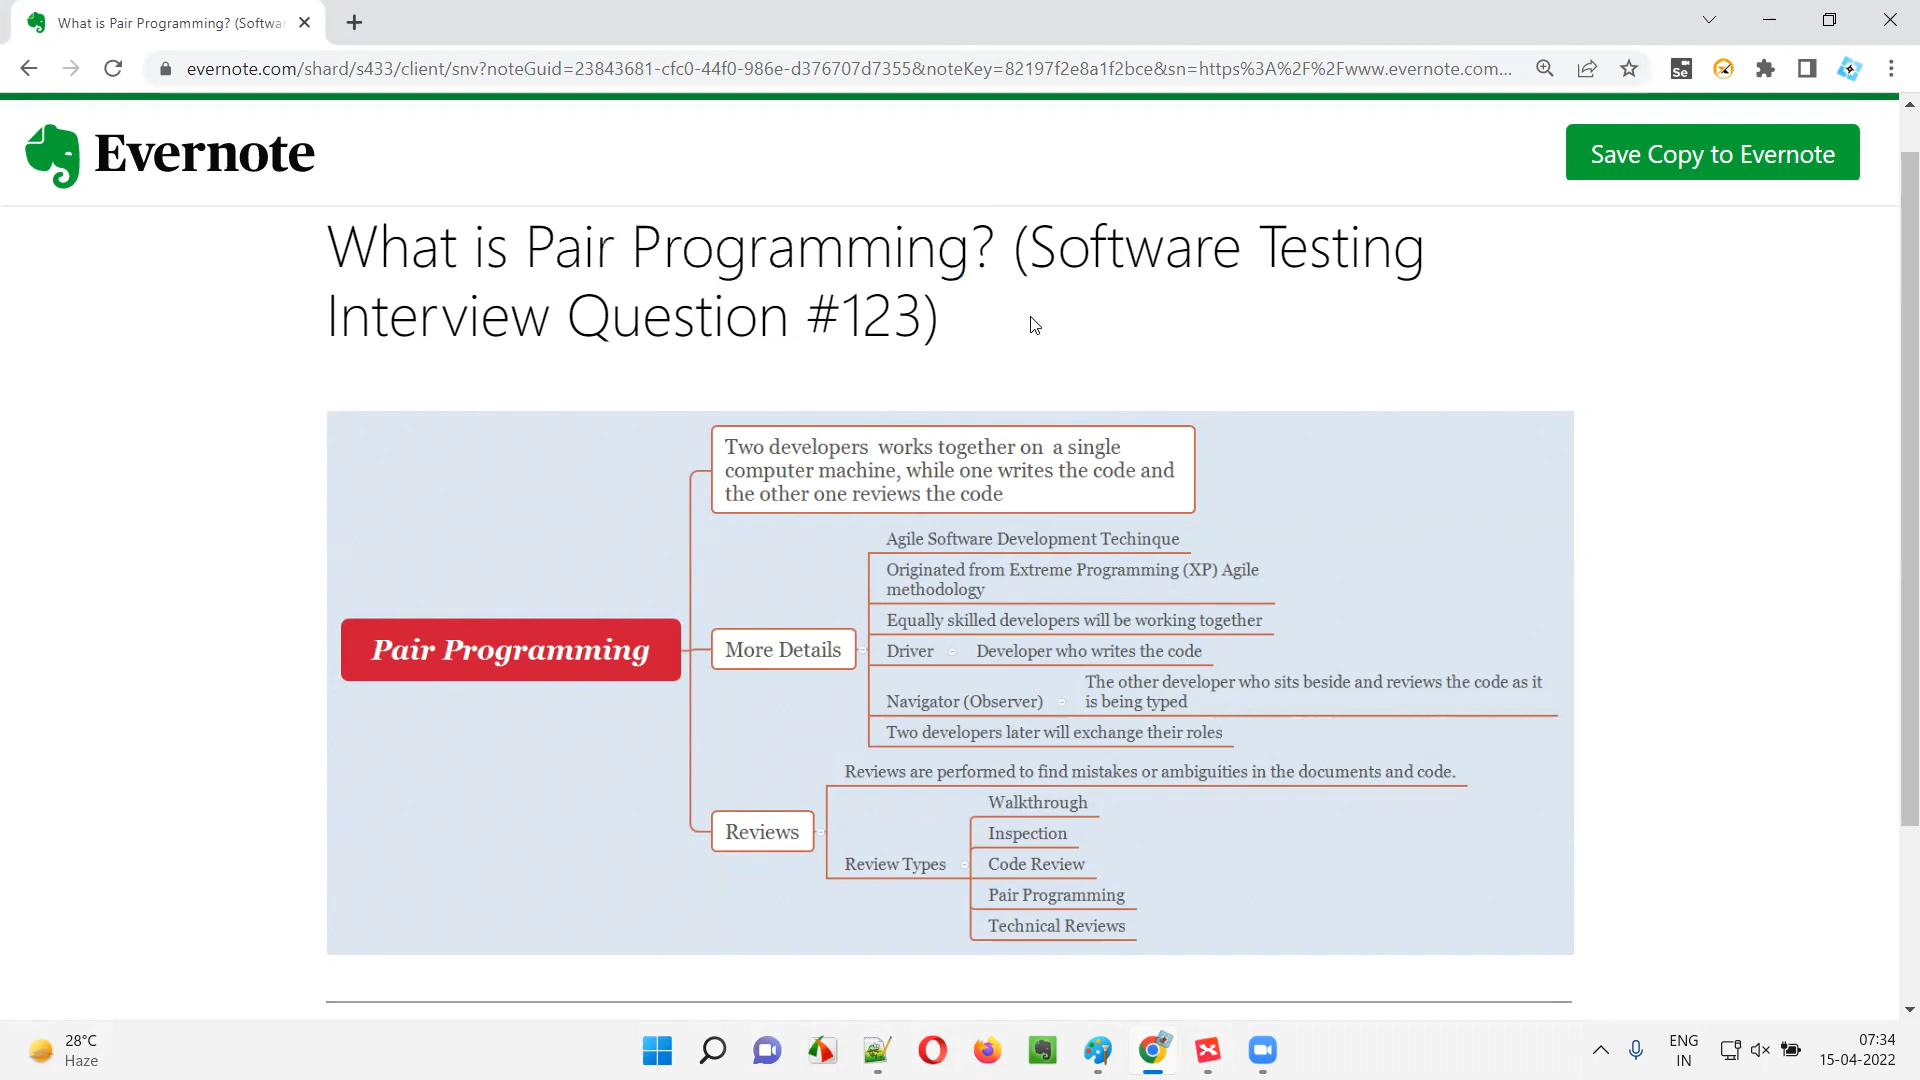 What is Pair Programming? (Softwar
evernote.com/shard/s433/client/snv?noteGuid=23843681-cfc0-44f0-986e-d376707d7355&noteKey=82197f2e8a1f2bce&sn=https%3A%2F%2Fwww.evernote.com...
Se
Evernote
Save Copy to Evernote
What is Pair Programming? (Software Testing
Interview Question #123)
Two developers works together on a single
computer machine, while one writes the code and
the other one reviews the code
Agile Software Development Techinque
Originated from Extreme Programming (XP) Agile
methodology
Equally skilled developers will be working together
Pair Programming
More Details
Driver
Developer who writes the code
Navigator (Observer)
The other developer who sits beside and reviews the code as it
is being typed
Two developers later will exchange their roles
Reviews are performed to find mistakes or ambiguities in the documents and code.
Reviews
Review Types
Walkthrough
Inspection
Code Review
Pair Programming
Technical Reviews
28°C
Haze
ENG
IN
07:34
15-04-2022